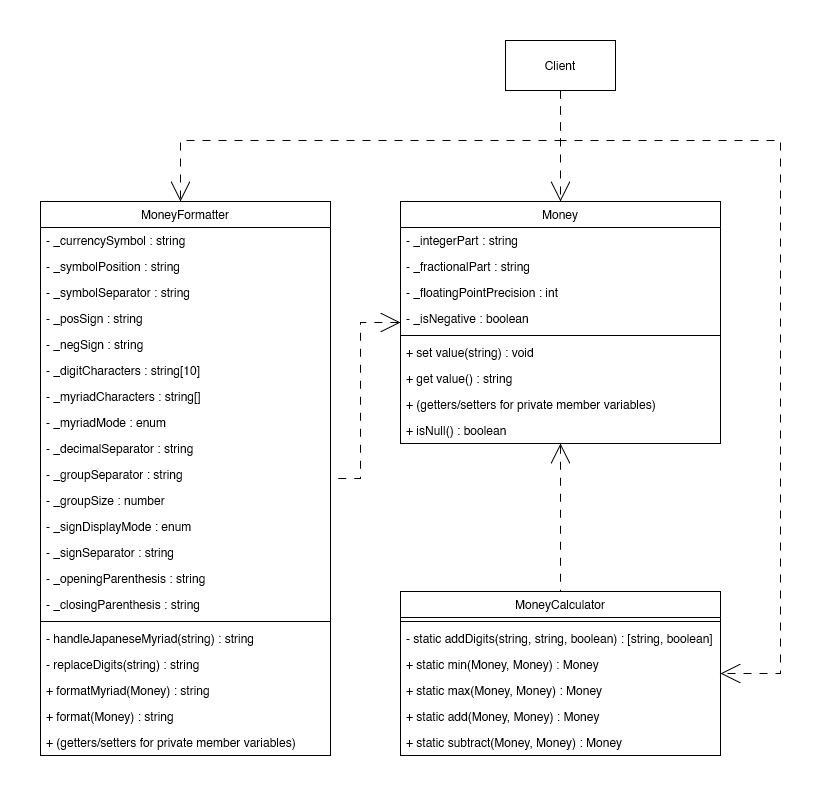 Client
MoneyFormatter
- _currencySymbol : string
- _symbolPosition : string
- _symbolSeparator : string
- _posSign : string
- _negSign : string
- _digitCharacters : string[10]
- _myriadCharacters : string[]
- _myriadMode : enum
- _decimalSeparator : string
- _groupSeparator : string
- _groupSize : number
- _signDisplayMode : enum
- _signSeparator : string
- _openingParenthesis : string
- _closingParenthesis : string
- handleJapaneseMyriad(string) : string
- replaceDigits(string) : string
+ formatMyriad(Money) : string
+ format(Money) : string
+ (getters/setters for private member variables)
Money
- _integerPart : string
- _fractionalPart : string
- _floatingPointPrecision : int
- _isNegative : boolean
+ set value(string) : void
+ get value() : string
+ (getters/setters for private member variables)
+ isNull() : boolean
MoneyCalculator
- static addDigits(string, string, boolean) : [string, boolean]
+ static min(Money, Money) : Money
+ static max(Money, Money) : Money
+ static add(Money, Money) : Money
+ static subtract(Money, Money) : Money